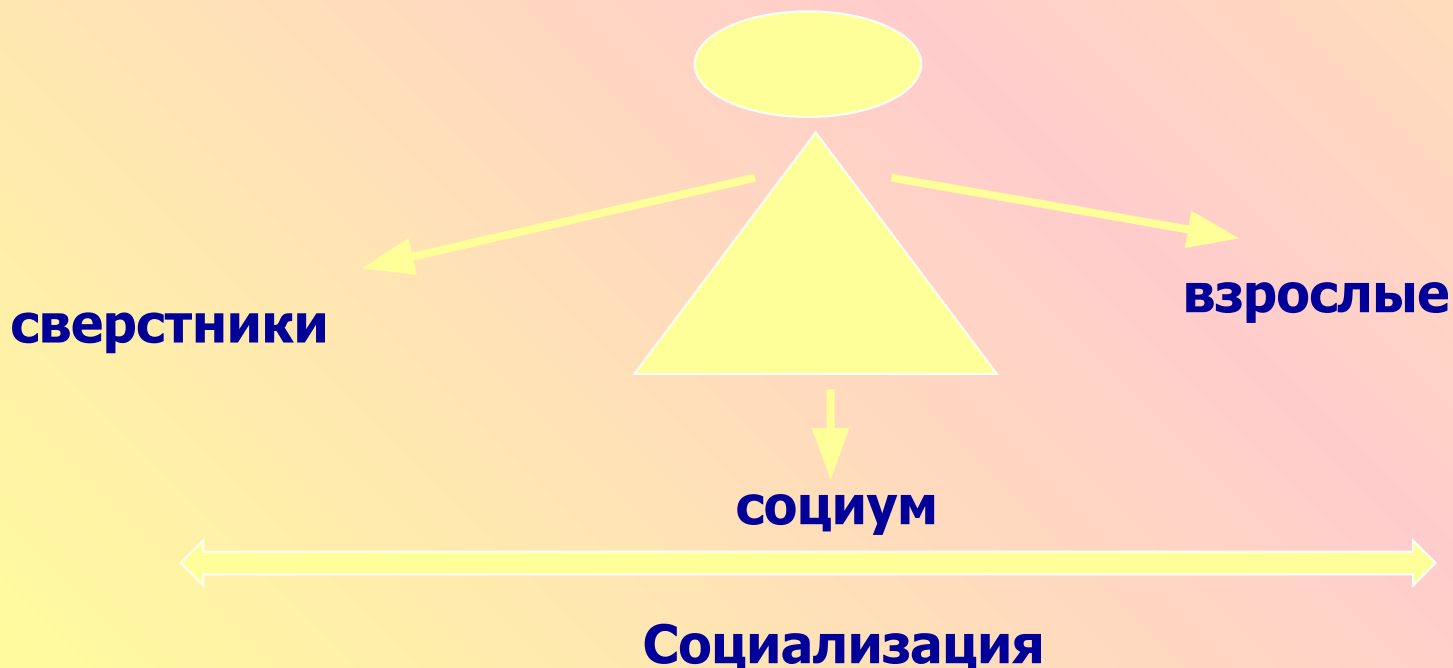 взрослые
сверстники
социум
Социализация